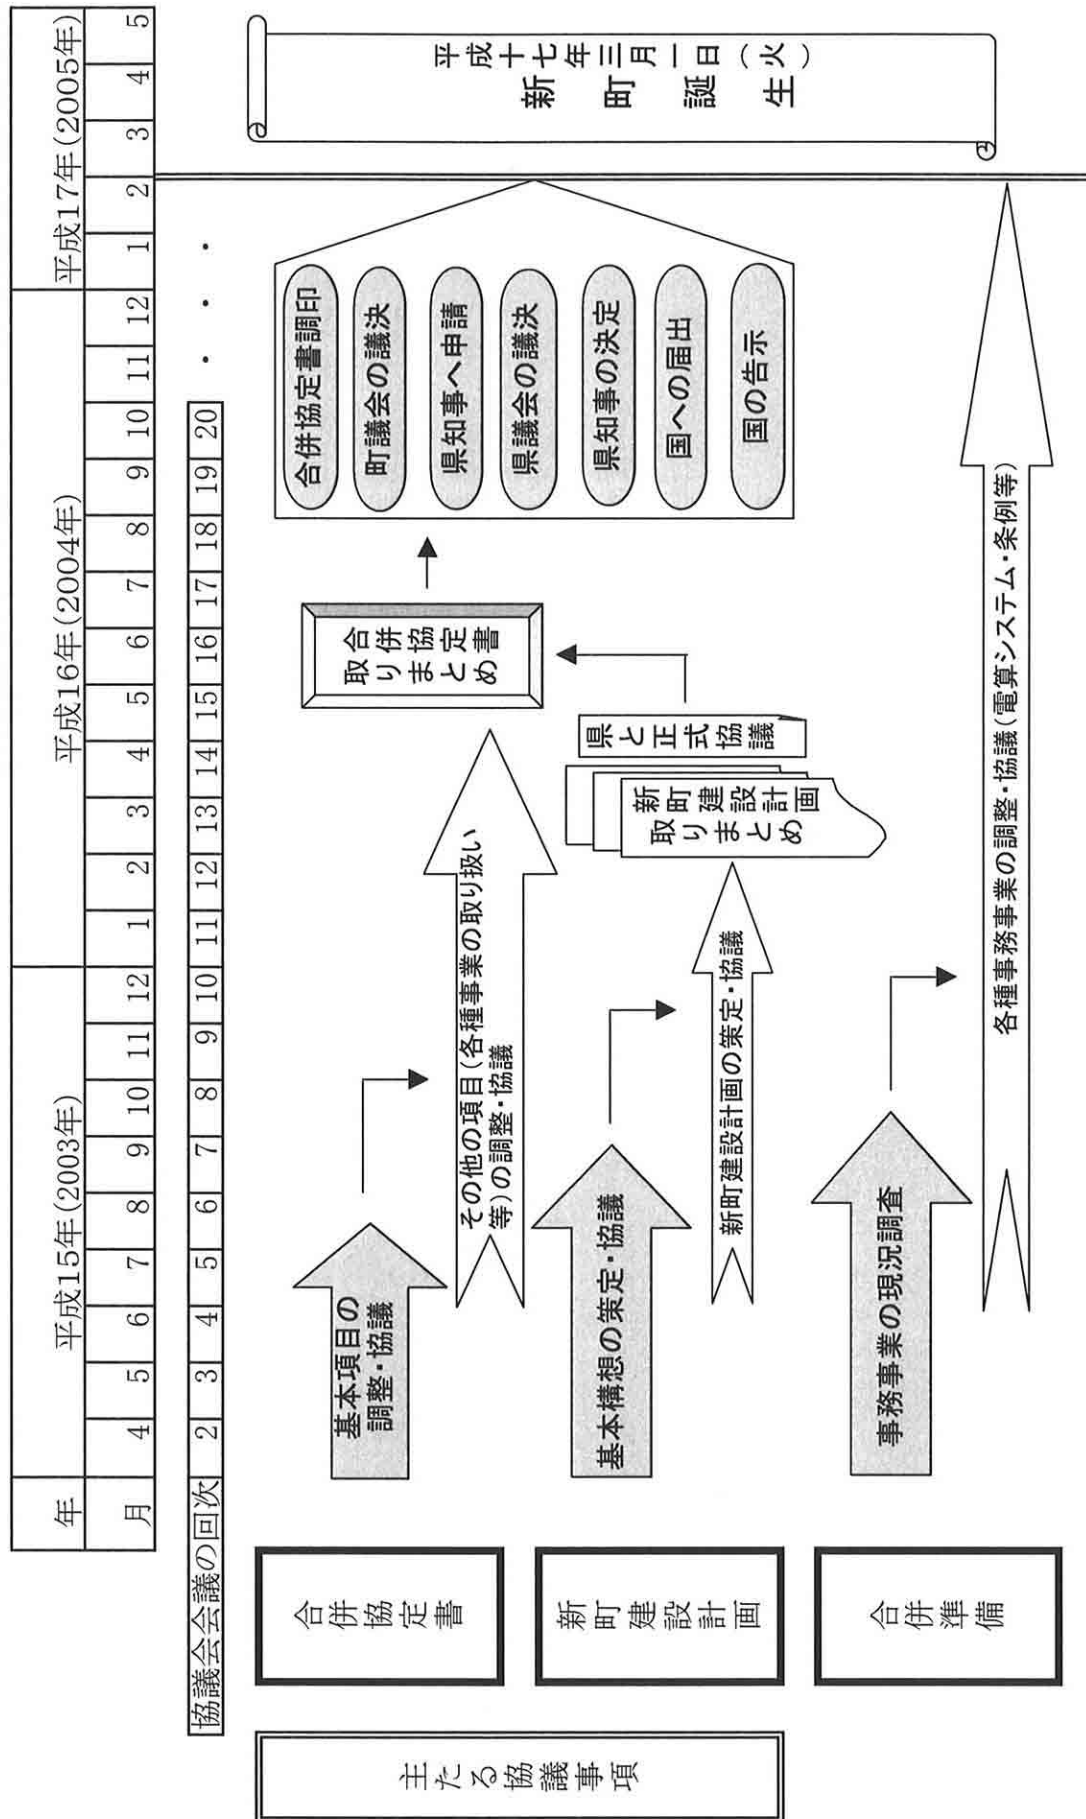 年 平成15年(2003年) 平成16年(2004年) 平成17年(2005年)
月 4 5 6 7 8 9 10 11 12 1 2 3 4 5 6 7 8 9 10 11 12 1 2 3 4 5
協議会会議の回次 2 3 4 5 6 7 8 9 10 11 12 13 14 15 16 17 18 19 20 ・ ・ ・
主たる協議事項
合併協定書
基本項目の
調整・協議
その他の項目(各種事業の取り扱い
等)の調整・協議
合併協定書
取りまとめ
合併協定書調印
町議会の議決
県知事へ申請
県議会の議決
県知事の決定
国への届出
国の告示
平成十七年三月一日(火)
新町誕生
新町建設計画
基本構想の策定・協議
新町建設計画の策定・協議
新町建設計画
取りまとめ
県と正式協議
合併準備
事務事業の現況調査
各種事務事業の調整・協議(電算システム・条例等)